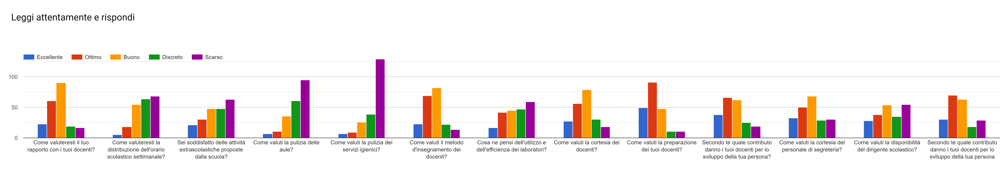 Leggi attentamente e rispondi
Eccellente
Ottimo
Buono
Discreto
Scarso
100
50
0
Come valuteresti il tuo
rapporto con i tuoi docenti?
Come valuteresti la
distribuzione dell'orario
scolastico settimanale?
Sei soddisfatto delle attività
extrascolastiche proposte
dalla scuola?
Come valuti la pulizia delle
aule?
Come valuti la pulizia dei
servizi igienici?
Come valuti il metodo
d'insegnamento dei
docenti?
Cosa ne pensi dell'utilizzo e
dell'efficienza dei laboratori?
Come valuti la cortesia dei
docenti?
Come valuti la preparazione
dei tuoi docenti?
Secondo te quale contributo
danno i tuoi docenti per lo
sviluppo della tua persona?
Come valuti la cortesia del
personale di segreteria?
Come valuti la disponibilità
del dirigente scolastico?
Secondo te quale contributo
danno i tuoi docenti per lo
sviluppo della tua persona